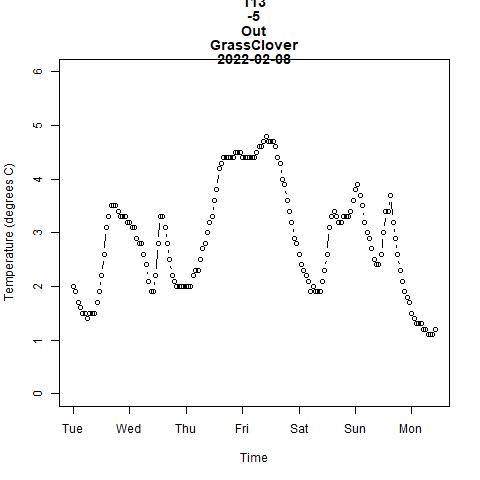 113
-5
Out
GrassClover
2022-02-08
Temperature (degrees C)
6
5
4
3
2
1
0
Tue Wed Thu Fri Sat Sun Mon
Time